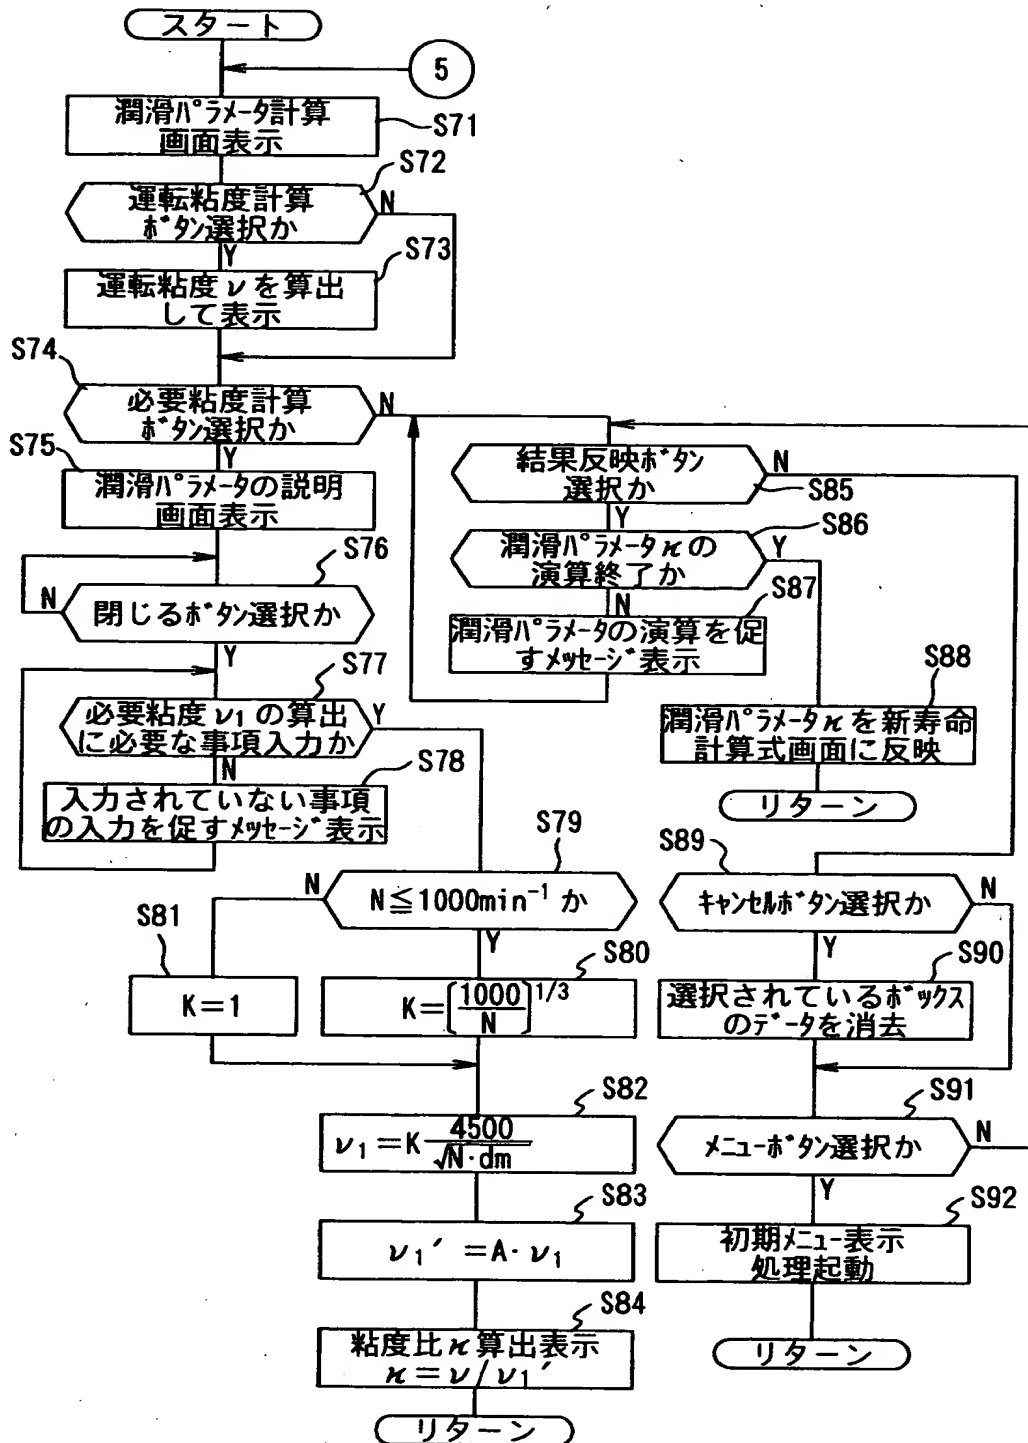 スタート
5
潤滑パラメータ計算
画面表示
S71
S72
運転粘度計算
ボタン選択か
N
Y
S73
運転粘度νを算出
して表示
S74
必要粘度計算
ボタン選択か
N
Y
S75
潤滑パラメータの説明
画面表示
S76
閉じるボタン選択か
N
Y
S77
必要粘度ν₁の算出
に必要な事項入力か
Y
N
S78
入力されていない事項
の入力を促すメッセージ表示
S79
N≦1000min⁻¹か
N
Y
S81
K=1
S80
K=[1000/N]^1/3
S82
ν₁=K 4500/√N·dm
S83
ν₁′=A·ν₁
S84
粘度比κ算出表示
κ=ν/ν₁′
リターン
結果反映ボタン
選択か
N
S85
Y
S86
潤滑パラメータκの
演算終了か
Y
N
S87
潤滑パラメータの演算を促
すメッセージ表示
S88
潤滑パラメータκを新寿命
計算式画面に反映
リターン
S89
キャンセルボタン選択か
N
Y
S90
選択されているボックス
のデータを消去
S91
メニューボタン選択か
N
Y
S92
初期メニュー表示
処理起動
リターン